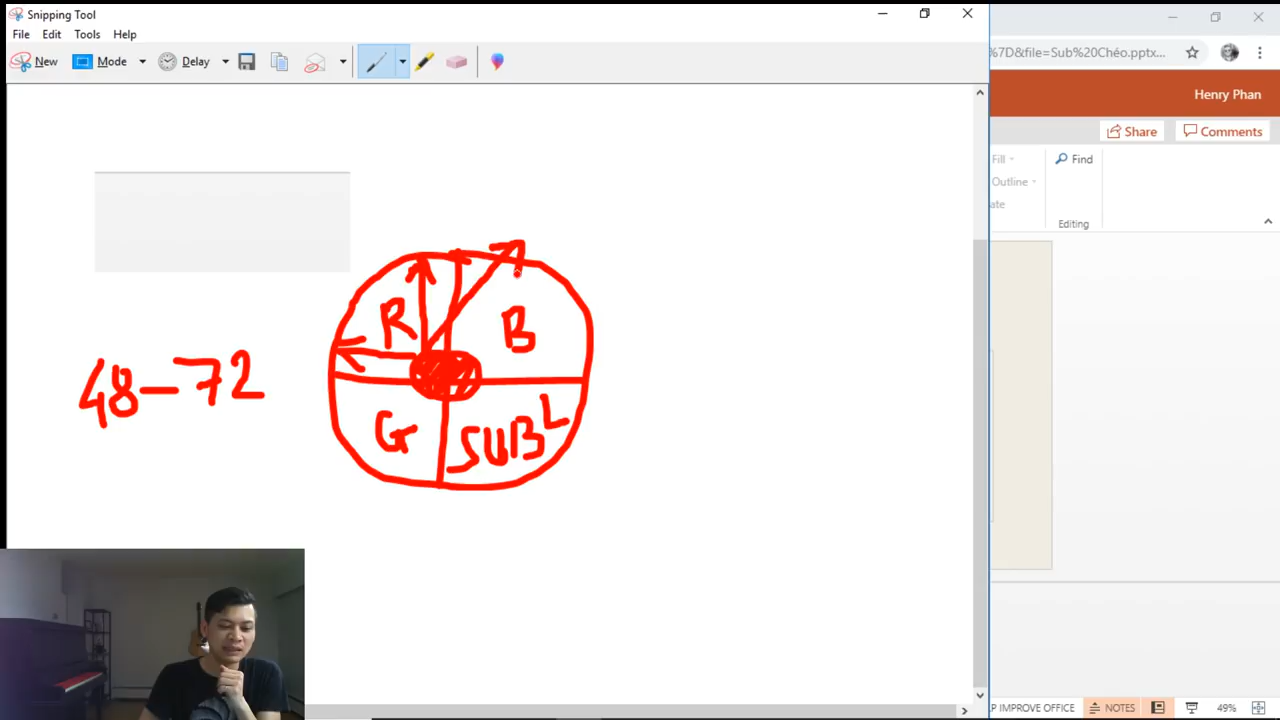 Snipping Tool
File Edit Tools Help
New Mode Delay
%7D&file=Sub%20Chéo.pptx...
Henry Phan
Share Comments
Fill
Find
Outline
Editing
R
B
48-72
G
SUB L
P IMPROVE OFFICE NOTES 49%